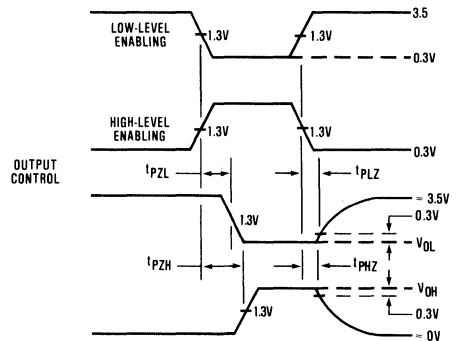 LOW-LEVEL
ENABLING
1.3V
1.3V
3.5
0.3V
HIGH-LEVEL
ENABLING
1.3V
1.3V
0.3V
OUTPUT
CONTROL
tPZL
tPLZ
1.3V
≈ 3.5V
0.3V
VOL
tPZH
tPHZ
1.3V
VOH
0.3V
≈ 0V